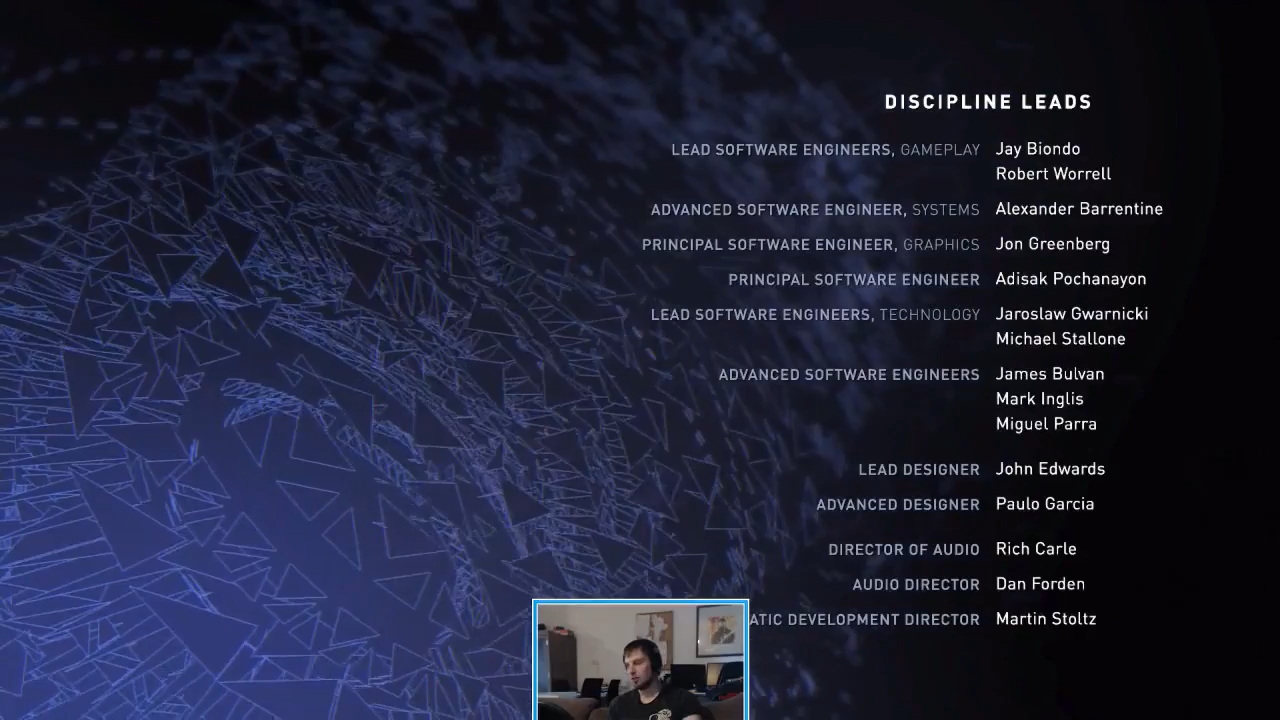 DISCIPLINE LEADS
LEAD SOFTWARE ENGINEERS, GAMEPLAY Jay Biondo
Robert Worrell
ADVANCED SOFTWARE ENGINEER, SYSTEMS Alexander Barrentine
PRINCIPAL SOFTWARE ENGINEER, GRAPHICS Jon Greenberg
PRINCIPAL SOFTWARE ENGINEER Adisak Pochanayon
LEAD SOFTWARE ENGINEERS, TECHNOLOGY Jaroslaw Gwarnicki
Michael Stallone
ADVANCED SOFTWARE ENGINEERS James Bulvan
Mark Inglis
Miguel Parra
LEAD DESIGNER John Edwards
ADVANCED DESIGNER Paulo Garcia
DIRECTOR OF AUDIO Rich Carle
AUDIO DIRECTOR Dan Forden
ATIC DEVELOPMENT DIRECTOR Martin Stoltz